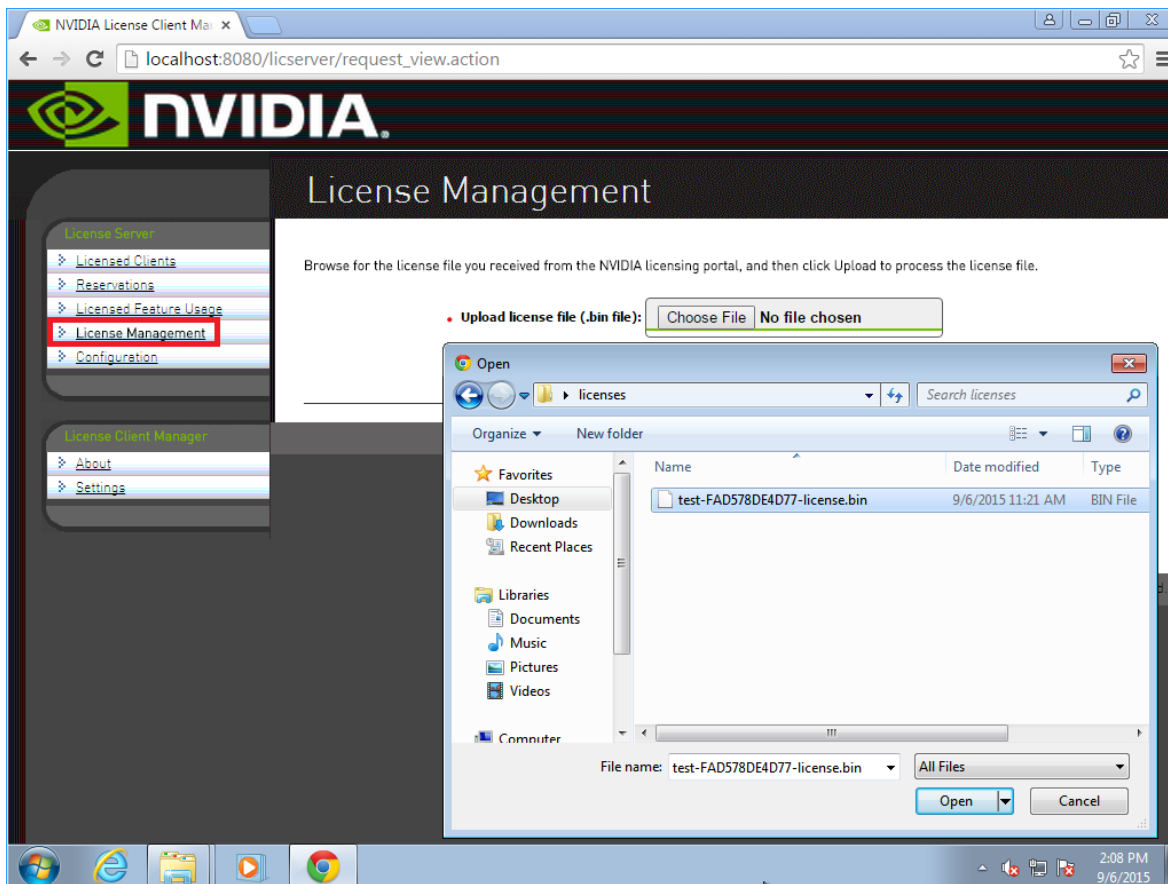 NVIDIA License Client Ma
localhost:8080/licserver/request_view.action
NVIDIA.
License Management
License Server
Licensed Clients
Reservations
Licensed Feature Usage
License Management
Configuration
License Client Manager
About
Settings
Browse for the license file you received from the NVIDIA licensing portal, and then click Upload to process the license file.
• Upload license file (.bin file): Choose File No file chosen
Open
licenses
Search licenses
Organize New folder
Favorites
Desktop
Downloads
Recent Places
Libraries
Documents
Music
Pictures
Videos
Computer
Name Date modified Type
test-FAD578DE4D77-license.bin 9/6/2015 11:21 AM BIN File
File name: test-FAD578DE4D77-license.bin All Files
Open Cancel
2:08 PM
9/6/2015